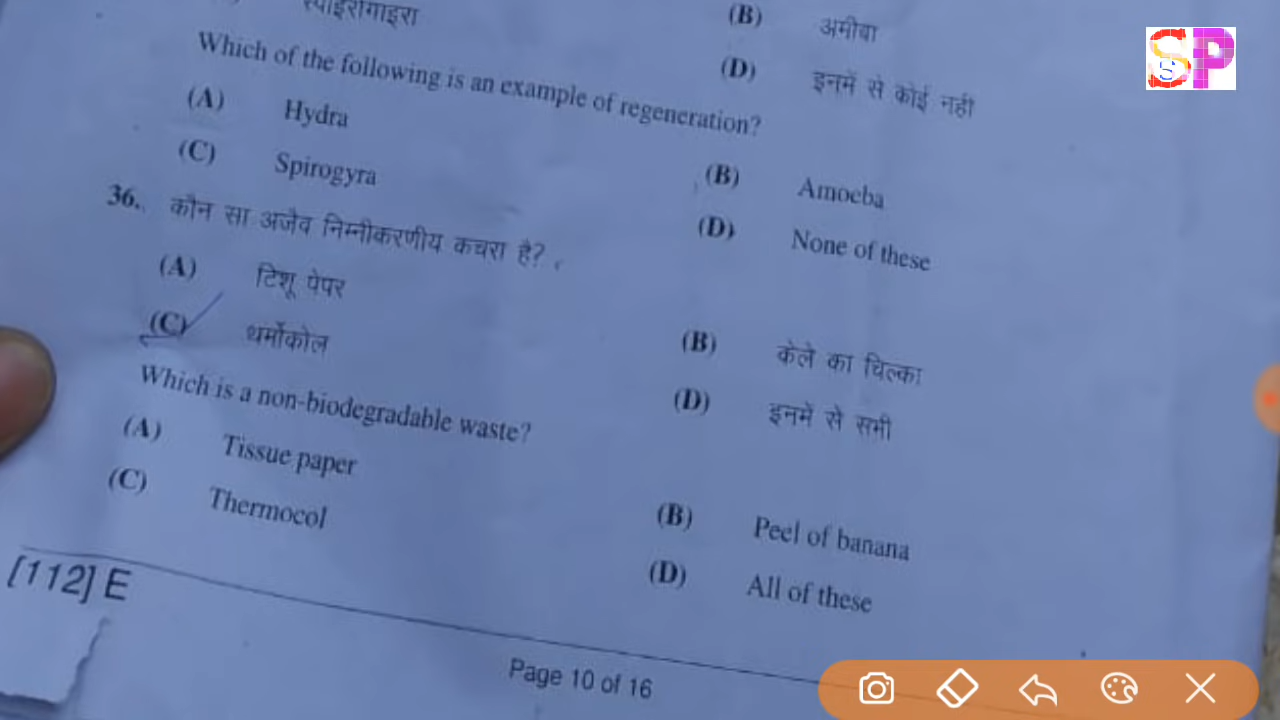 स्पाइरोगाइरा (B) अमीबा
(D) इनमें से कोई नहीं
Which of the following is an example of regeneration?
(A) Hydra (B) Amoeba
(C) Spirogyra (D) None of these
36. कौन सा अजैव निम्नीकरणीय कचरा है?
(A) टिशू पेपर (B) केले का चिल्का
(C) थर्मोकोल (D) इनमें से सभी
Which is a non-biodegradable waste?
(A) Tissue paper (B) Peel of banana
(C) Thermocol (D) All of these
[112] E
Page 10 of 16
SP
S